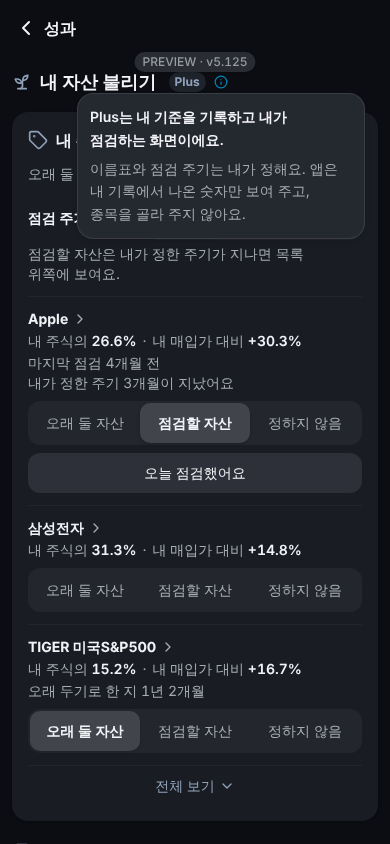 성과
PREVIEW · v5.125
내 자산 불리기 Plus
Plus는 내 기준을 기록하고 내가
점검하는 화면이에요.
이름표와 점검 주기는 내가 정해요. 앱은
내 기록에서 나온 숫자만 보여 주고,
종목을 골라 주지 않아요.
내
오래 둘
점검
점검할 자산은 내가 정한 주기가 지나면 목록
위쪽에 보여요.
Apple
내 주식의 26.6% · 내 매입가 대비 +30.3%
마지막 점검 4개월 전
내가 정한 주기 3개월이 지났어요
오래 둘 자산 점검할 자산 정하지 않음
오늘 점검했어요
삼성전자
내 주식의 31.3% · 내 매입가 대비 +14.8%
오래 둘 자산 점검할 자산 정하지 않음
TIGER 미국S&P500
내 주식의 15.2% · 내 매입가 대비 +16.7%
오래 두기로 한 지 1년 2개월
오래 둘 자산 점검할 자산 정하지 않음
전체 보기